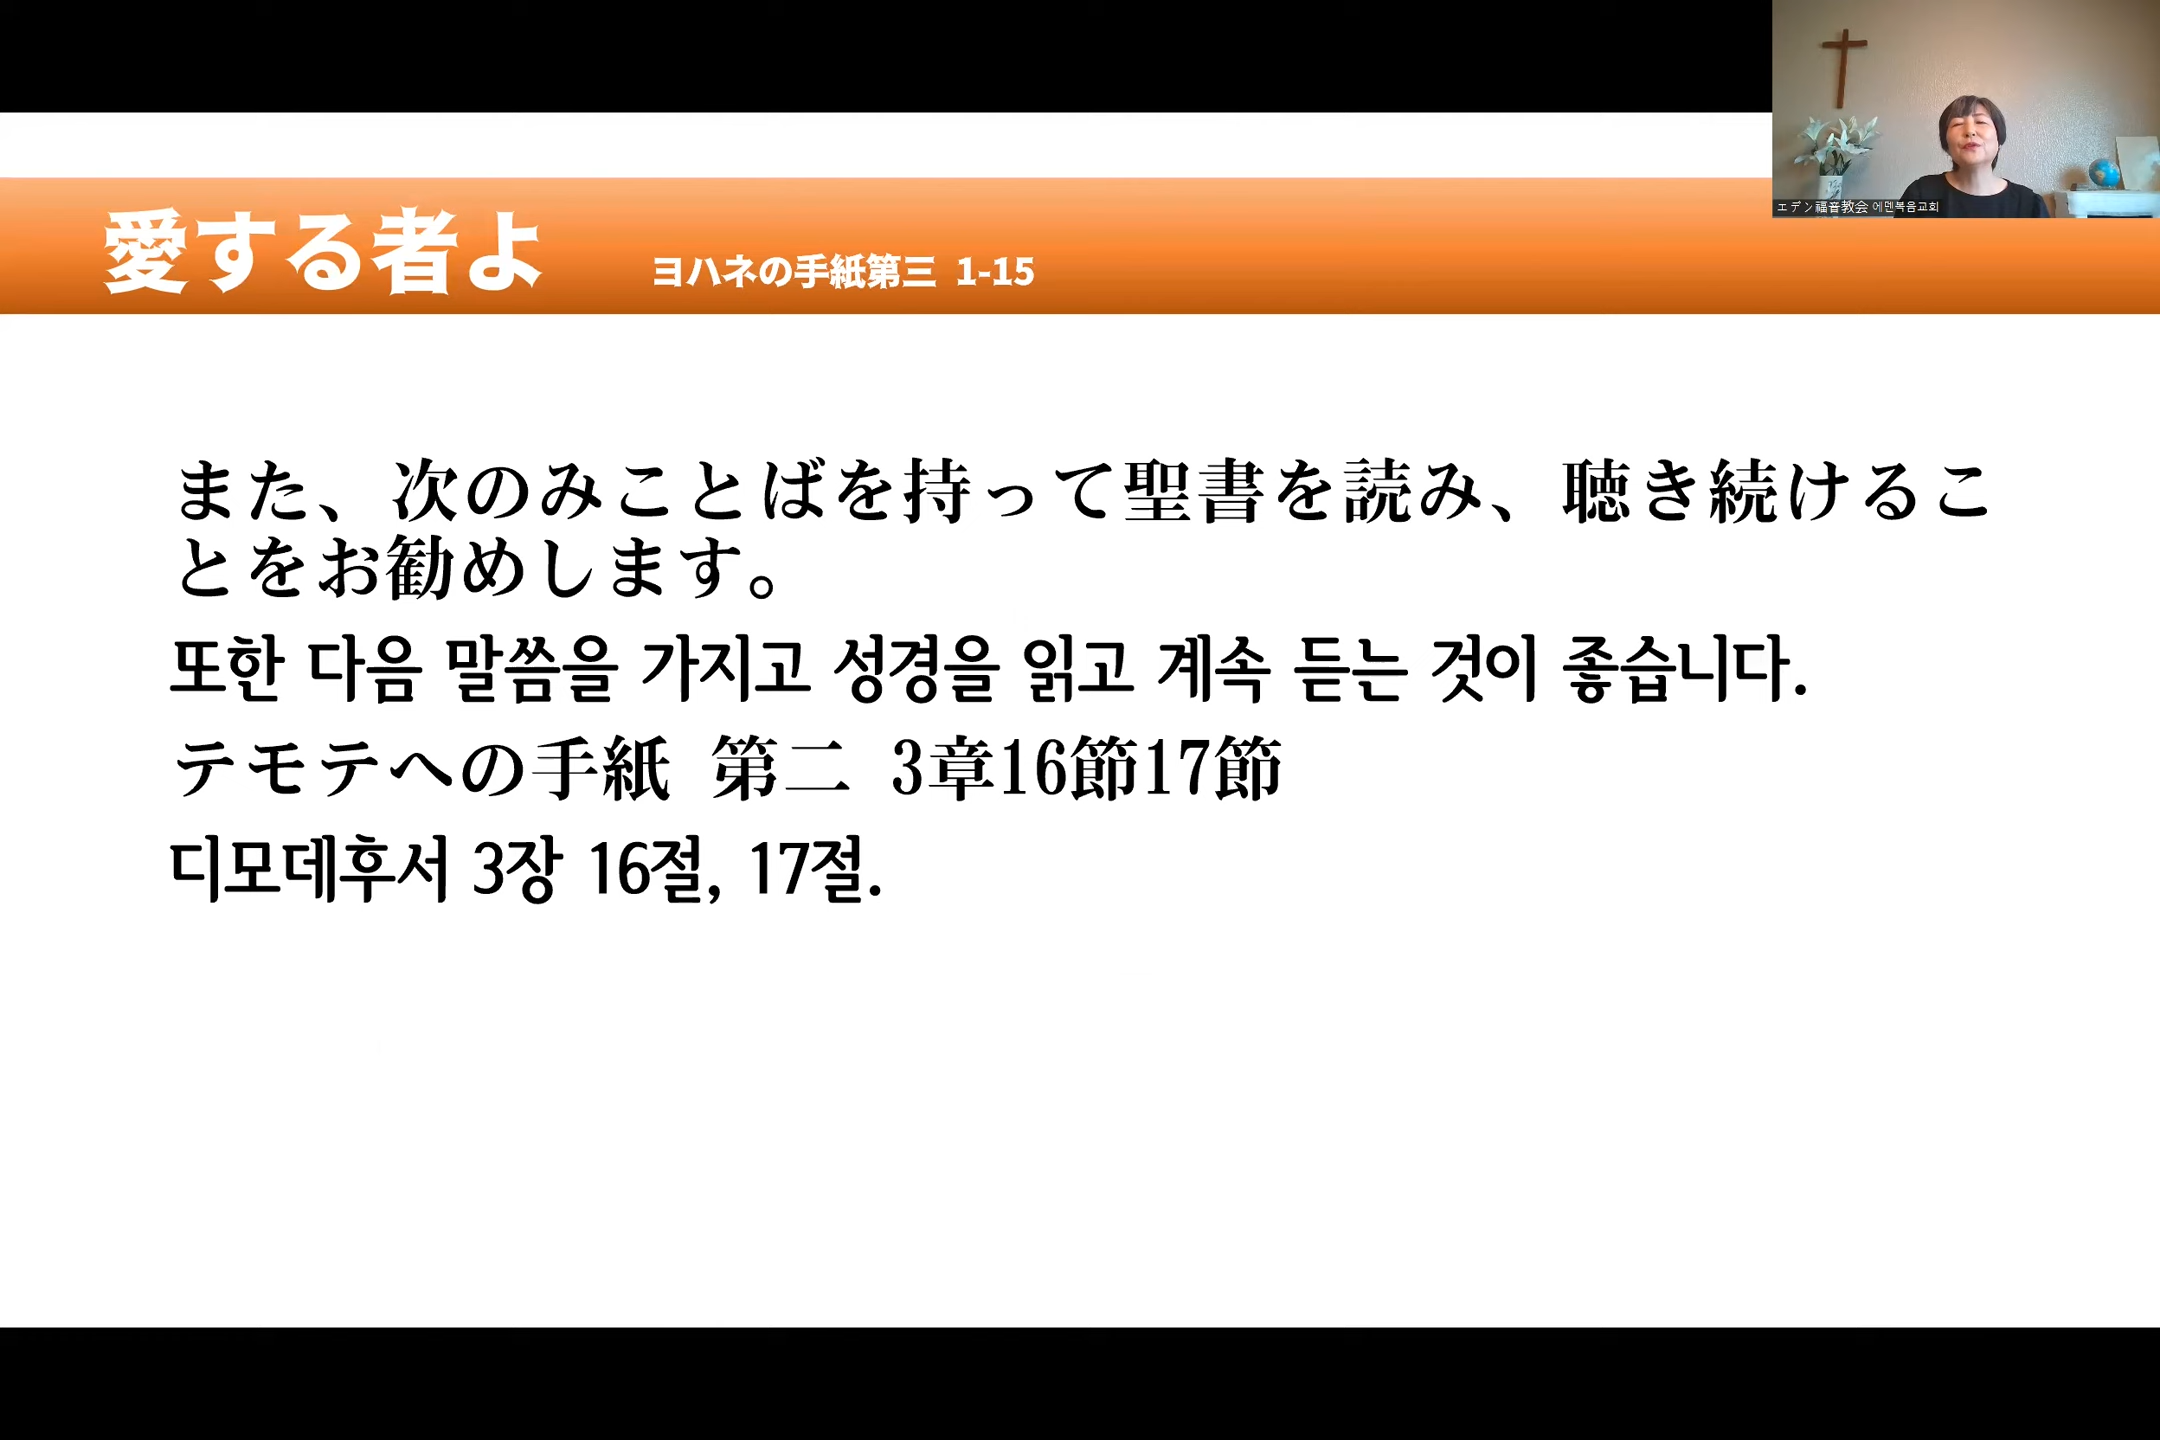 エデン福音教会 에덴복음교회
愛する者よ ヨハネの手紙第三 1-15
また、次のみことばを持って聖書を読み、聴き続けるこ
とをお勧めします。
또한 다음 말씀을 가지고 성경을 읽고 계속 듣는 것이 좋습니다.
テモテへの手紙 第二 3章16節17節
디모데후서 3장 16절, 17절.